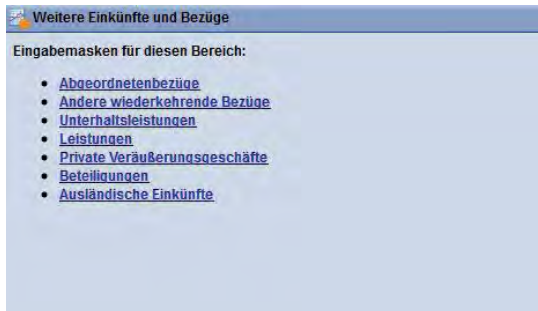 Weitere Einkünfte und Bezüge
Eingabemasken für diesen Bereich:
• Abgeordnetenbezüge
• Andere wiederkehrende Bezüge
• Unterhaltsleistungen
• Leistungen
• Private Veräußerungsgeschäfte
• Beteiligungen
• Ausländische Einkünfte